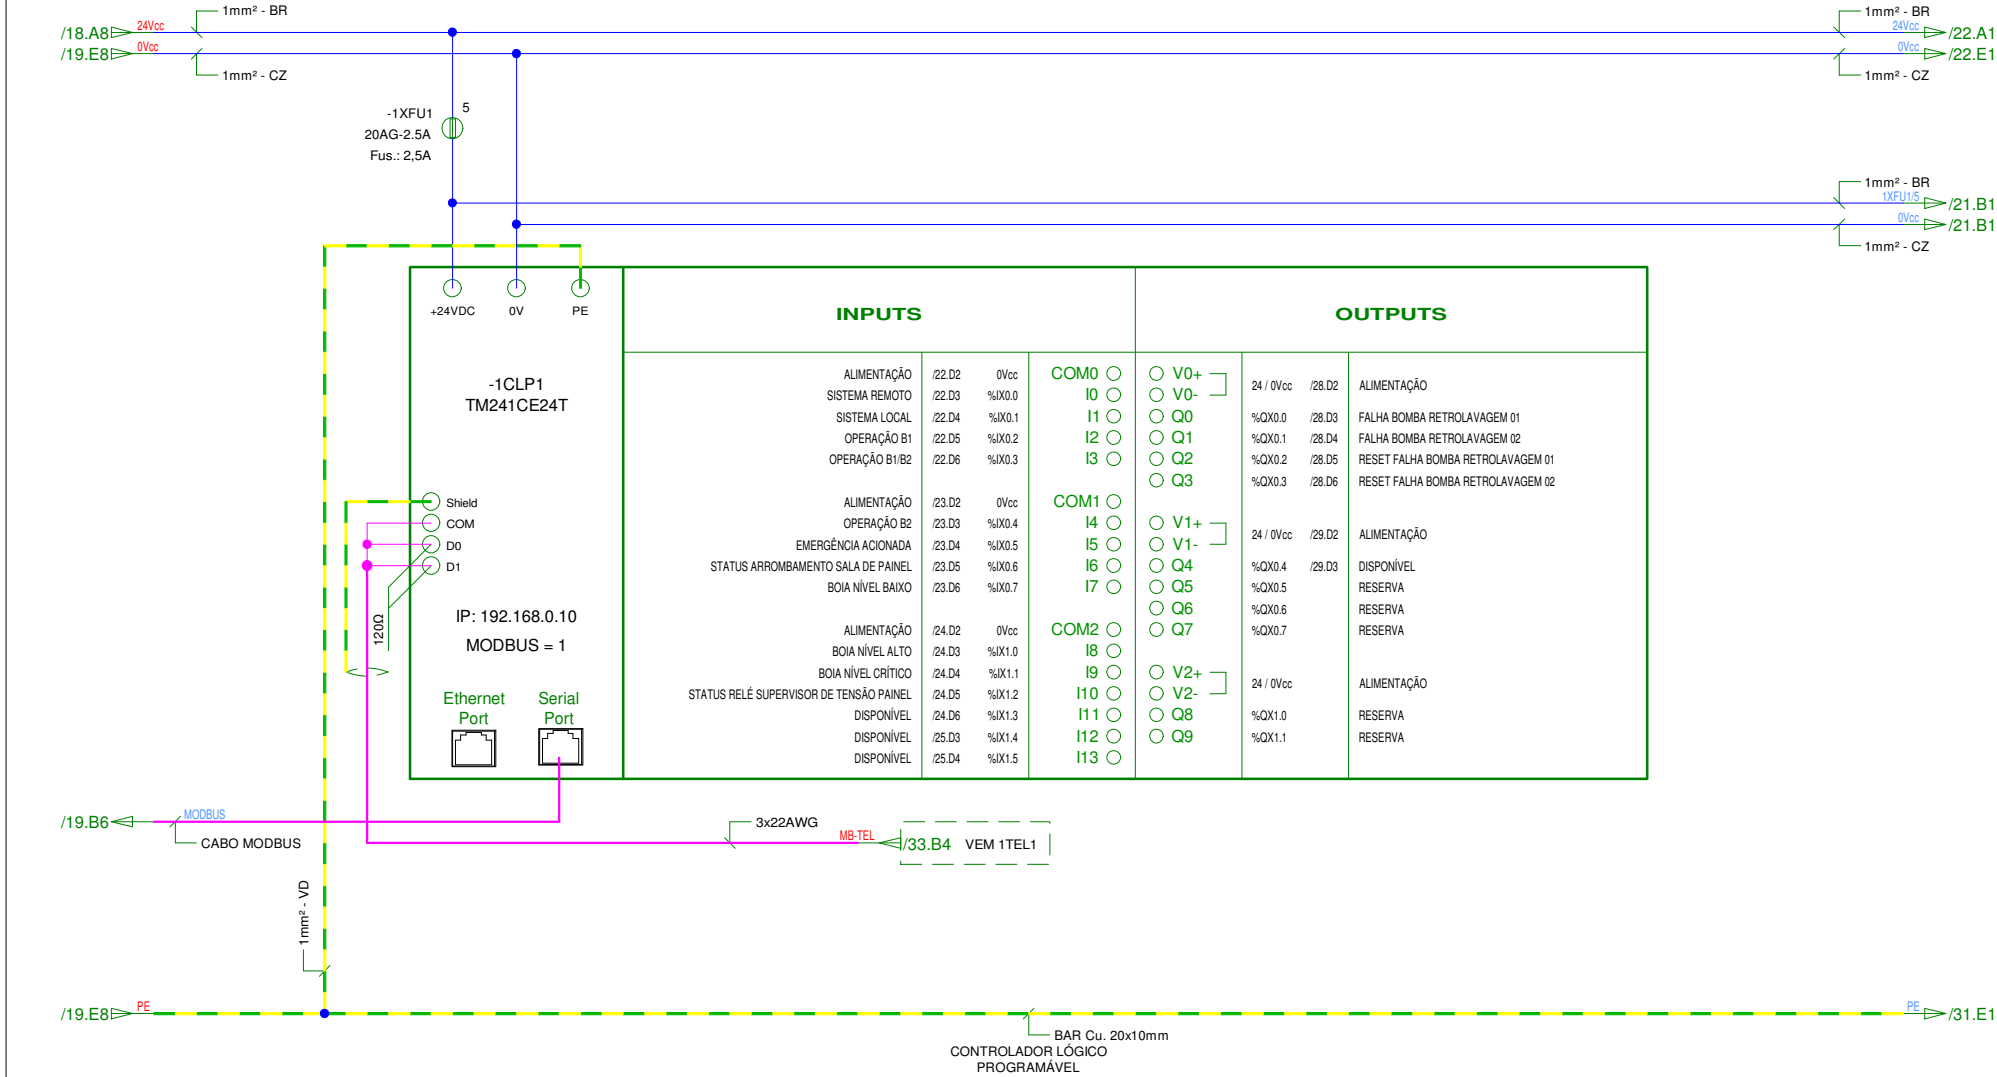 1mm² - BR
1mm² - BR
/18.A8 24Vcc
24Vcc /22.A1
/19.E8 0Vcc
0Vcc /22.E1
1mm² - CZ
1mm² - CZ
-1XFU1 5
20AG-2.5A
Fus.: 2,5A
1mm² - BR
1XFU1/5 /21.B1
0Vcc /21.B1
1mm² - CZ
+24VDC 0V PE
INPUTS
OUTPUTS
-1CLP1
TM241CE24T
Shield
COM
D0
D1
120Ω
IP: 192.168.0.10
MODBUS = 1
Ethernet Port
Serial Port
ALIMENTAÇÃO /22.D2 0Vcc COM0
SISTEMA REMOTO /22.D3 %IX0.0 I0
SISTEMA LOCAL /22.D4 %IX0.1 I1
OPERAÇÃO B1 /22.D5 %IX0.2 I2
OPERAÇÃO B1/B2 /22.D6 %IX0.3 I3
ALIMENTAÇÃO /23.D2 0Vcc COM1
OPERAÇÃO B2 /23.D3 %IX0.4 I4
EMERGÊNCIA ACIONADA /23.D4 %IX0.5 I5
STATUS ARROMBAMENTO SALA DE PAINEL /23.D5 %IX0.6 I6
BOIA NÍVEL BAIXO /23.D6 %IX0.7 I7
ALIMENTAÇÃO /24.D2 0Vcc COM2
BOIA NÍVEL ALTO /24.D3 %IX1.0 I8
BOIA NÍVEL CRÍTICO /24.D4 %IX1.1 I9
STATUS RELÉ SUPERVISOR DE TENSÃO PAINEL /24.D5 %IX1.2 I10
DISPONÍVEL /24.D6 %IX1.3 I11
DISPONÍVEL /25.D3 %IX1.4 I12
DISPONÍVEL /25.D4 %IX1.5 I13
V0+
V0-
24 / 0Vcc /28.D2 ALIMENTAÇÃO
Q0 %QX0.0 /28.D3 FALHA BOMBA RETROLAVAGEM 01
Q1 %QX0.1 /28.D4 FALHA BOMBA RETROLAVAGEM 02
Q2 %QX0.2 /28.D5 RESET FALHA BOMBA RETROLAVAGEM 01
Q3 %QX0.3 /28.D6 RESET FALHA BOMBA RETROLAVAGEM 02
V1+
V1-
24 / 0Vcc /29.D2 ALIMENTAÇÃO
Q4 %QX0.4 /29.D3 DISPONÍVEL
Q5 %QX0.5 RESERVA
Q6 %QX0.6 RESERVA
Q7 %QX0.7 RESERVA
V2+
V2-
24 / 0Vcc ALIMENTAÇÃO
Q8 %QX1.0 RESERVA
Q9 %QX1.1 RESERVA
/19.B6 MODBUS
CABO MODBUS
3x22AWG
MB-TEL /33.B4 VEM 1TEL1
1mm² - VD
/19.E8 PE
PE /31.E1
BAR Cu. 20x10mm
CONTROLADOR LÓGICO
PROGRAMÁVEL